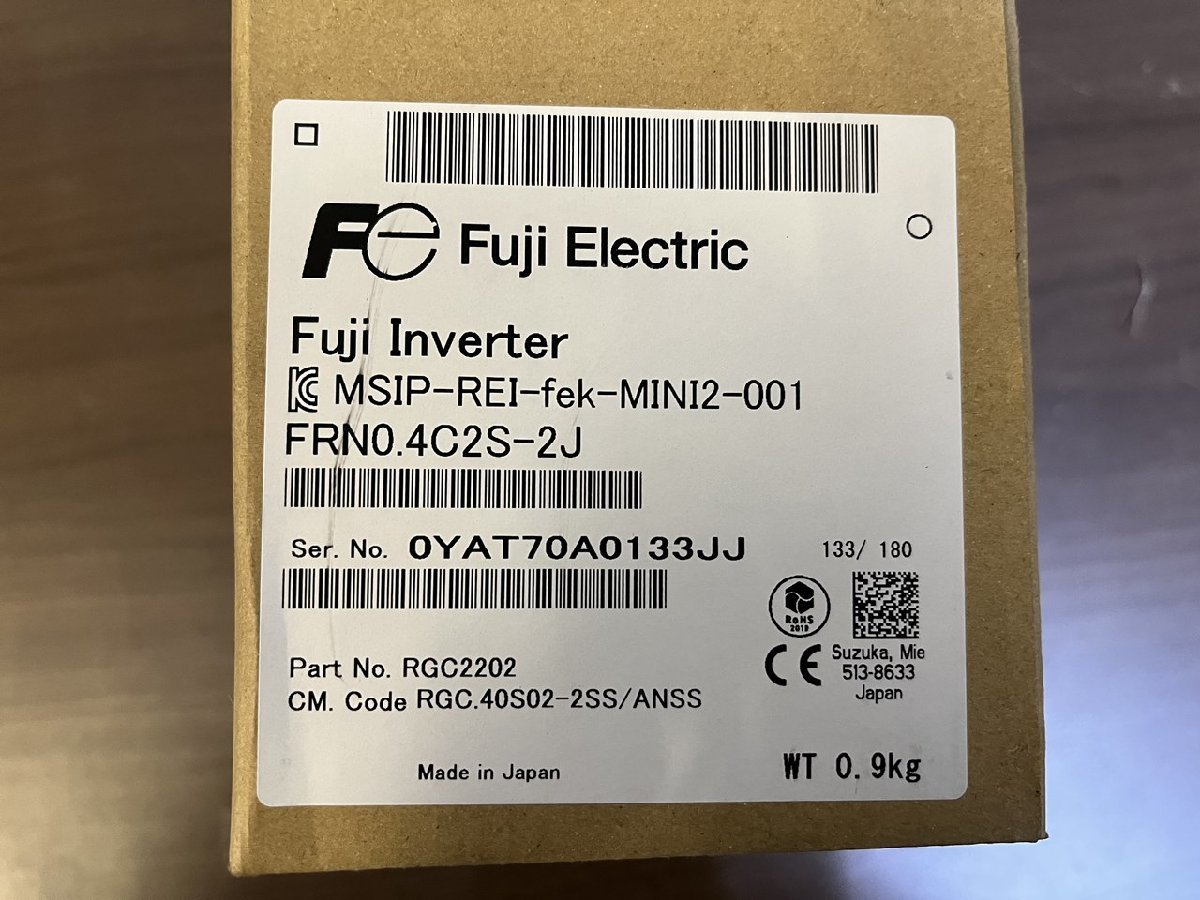 Fe Fuji Electric
Fuji Inverter
MSIP-REI-fek-MINI2-001
FRN0.4C2S-2J
Ser. No. 0YAT70A0133JJ 133/ 180
RoHS
2019
Part No. RGC2202
CM. Code RGC.40S02-2SS/ANSS
CE
Suzuka, Mie
513-8633
Japan
Made in Japan
WT 0.9kg